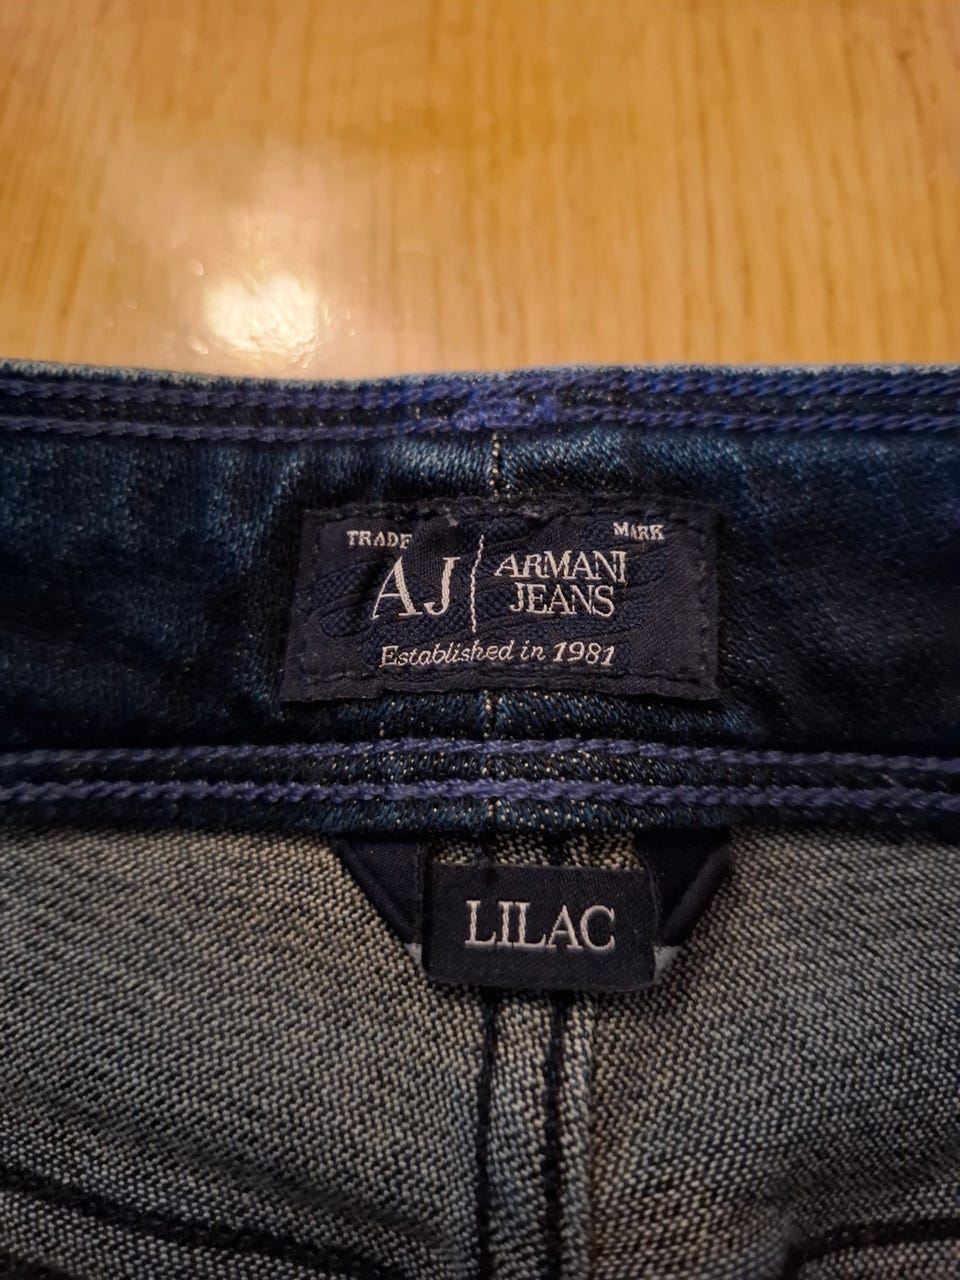 TRADE MARK
AJ ARMANI
JEANS
Established in 1981
LILAC